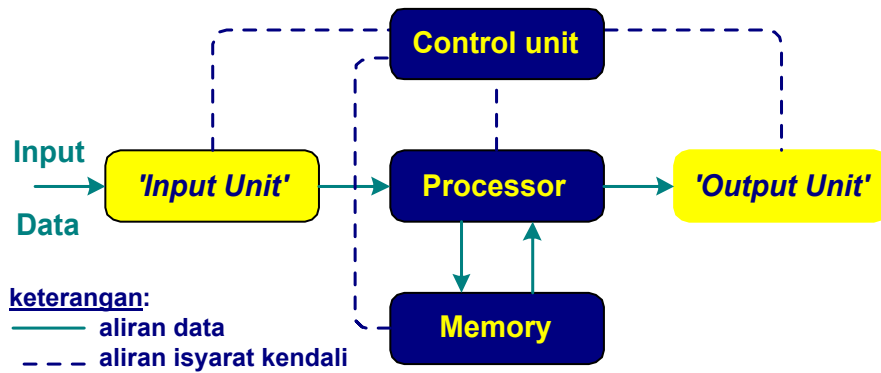 Control unit
Input
Data
'Input Unit'
Processor
'Output Unit'
Memory
keterangan:
aliran data
aliran isyarat kendali